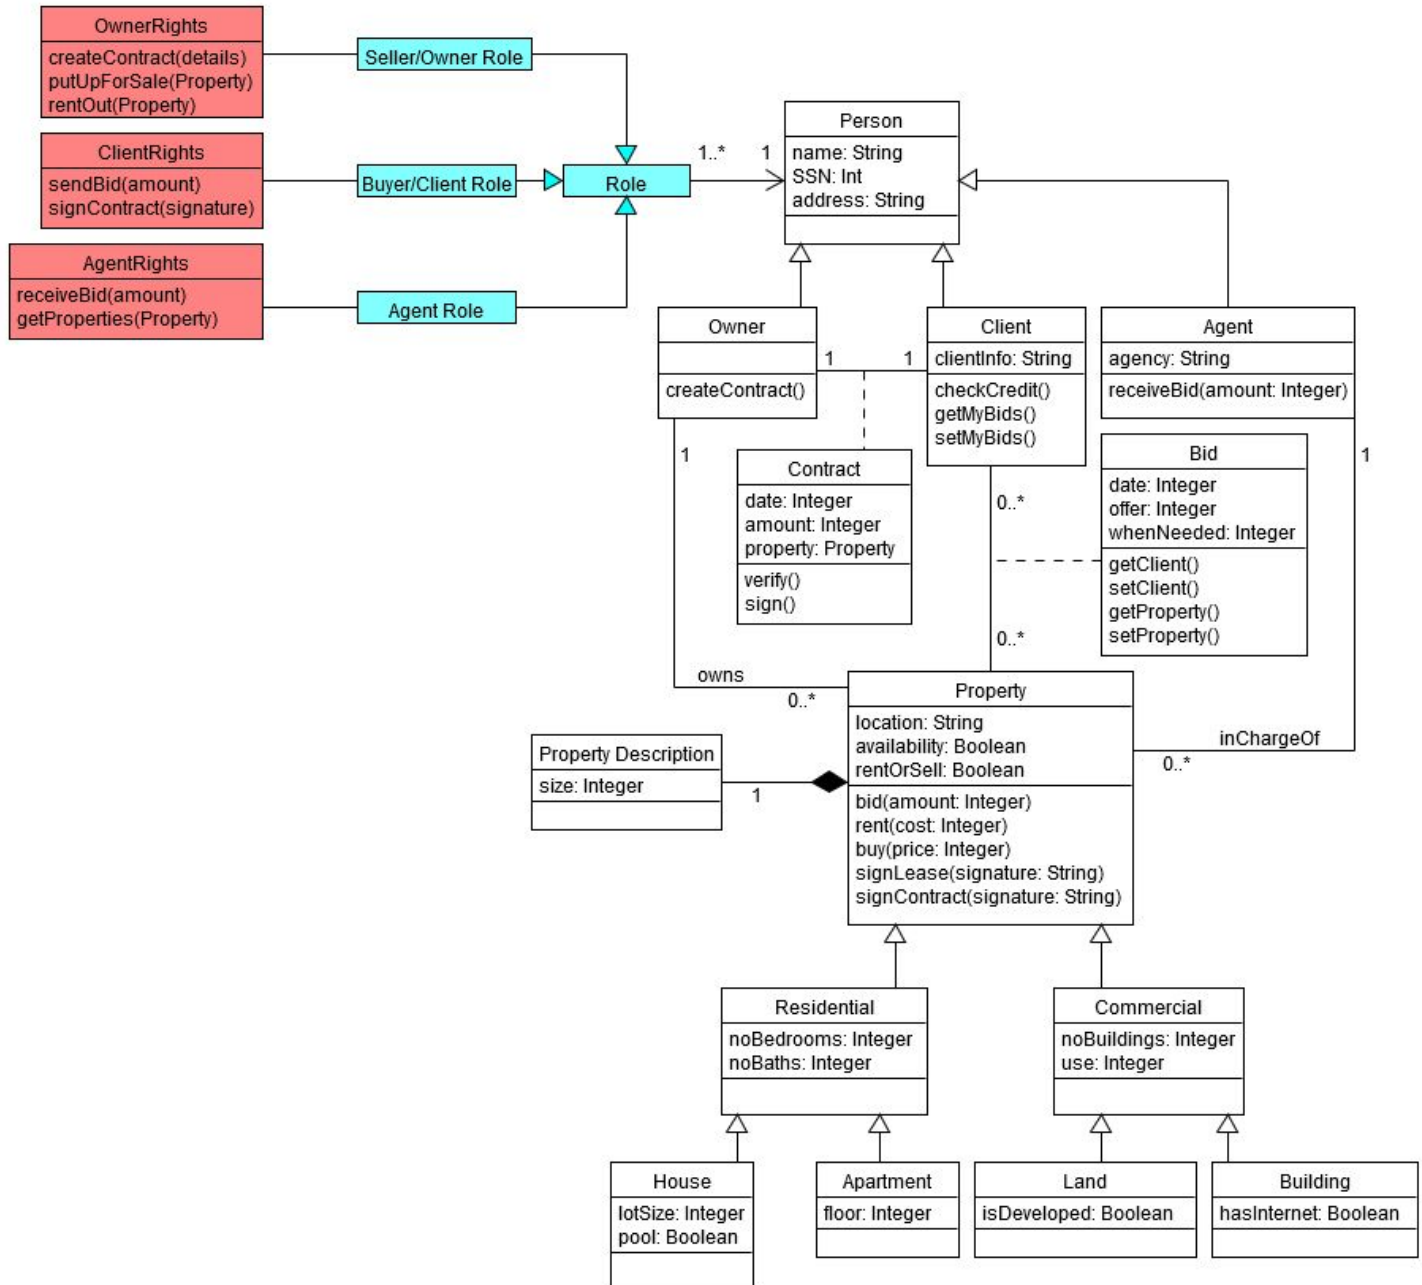 OwnerRights
createContract(details)
putUpForSale(Property)
rentOut(Property)
Seller/Owner Role
ClientRights
sendBid(amount)
signContract(signature)
Buyer/Client Role
Role
1..*
1
AgentRights
receiveBid(amount)
getProperties(Property)
Agent Role
Person
name: String
SSN: Int
address: String
Owner
createContract()
1
1
Client
clientInfo: String
checkCredit()
getMyBids()
setMyBids()
Agent
agency: String
receiveBid(amount: Integer)
1
Contract
date: Integer
amount: Integer
property: Property
verify()
sign()
0..*
0..*
Bid
date: Integer
offer: Integer
whenNeeded: Integer
getClient()
setClient()
getProperty()
setProperty()
1
owns
0..*
Property
location: String
availability: Boolean
rentOrSell: Boolean
bid(amount: Integer)
rent(cost: Integer)
buy(price: Integer)
signLease(signature: String)
signContract(signature: String)
inChargeOf
0..*
Property Description
size: Integer
1
Residential
noBedrooms: Integer
noBaths: Integer
Commercial
noBuildings: Integer
use: Integer
House
lotSize: Integer
pool: Boolean
Apartment
floor: Integer
Land
isDeveloped: Boolean
Building
hasInternet: Boolean